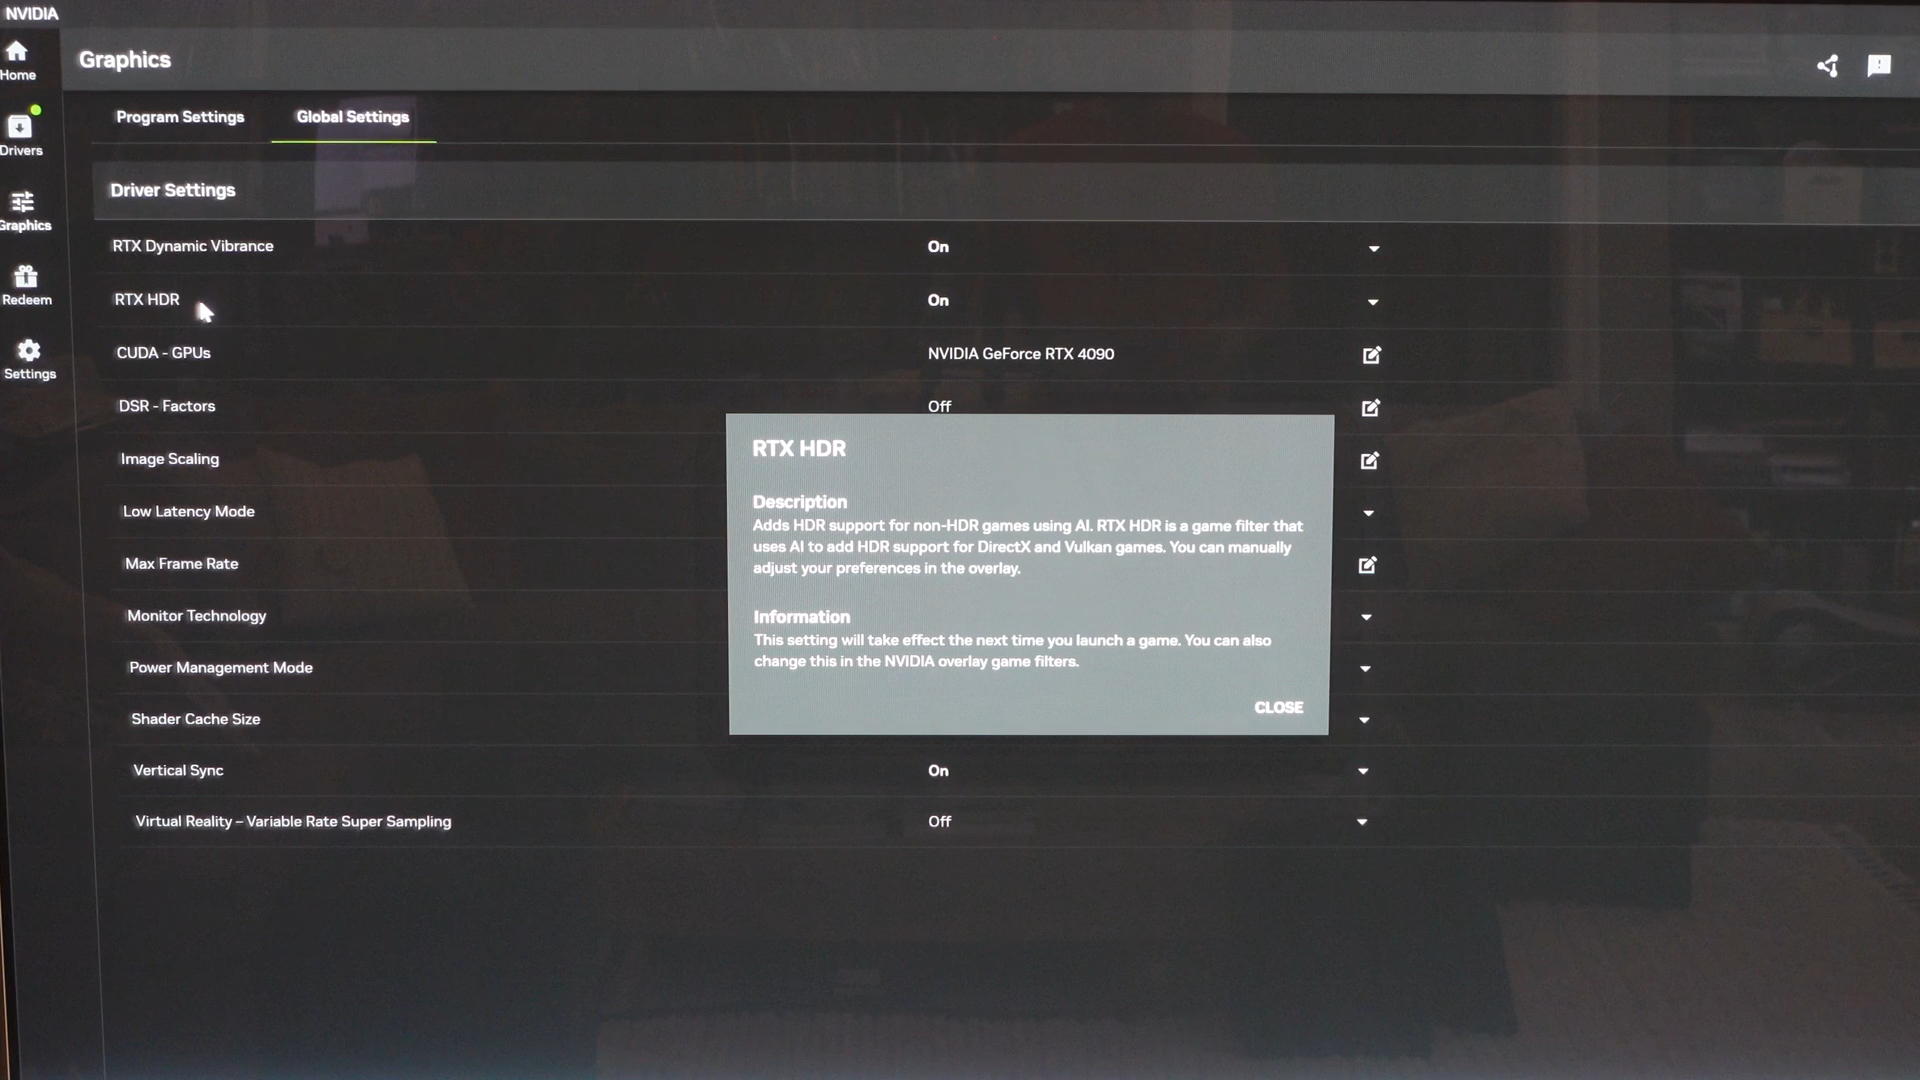 NVIDIA
Home
Drivers
Graphics
Redeem
Settings
Graphics
Program Settings
Global Settings
Driver Settings
RTX Dynamic Vibrance
On
RTX HDR
On
CUDA - GPUs
NVIDIA GeForce RTX 4090
DSR - Factors
Off
Image Scaling
Low Latency Mode
Max Frame Rate
Monitor Technology
Power Management Mode
Shader Cache Size
Vertical Sync
On
Virtual Reality – Variable Rate Super Sampling
Off
RTX HDR
Description
Adds HDR support for non-HDR games using AI. RTX HDR is a game filter that
uses AI to add HDR support for DirectX and Vulkan games. You can manually
adjust your preferences in the overlay.
Information
This setting will take effect the next time you launch a game. You can also
change this in the NVIDIA overlay game filters.
CLOSE